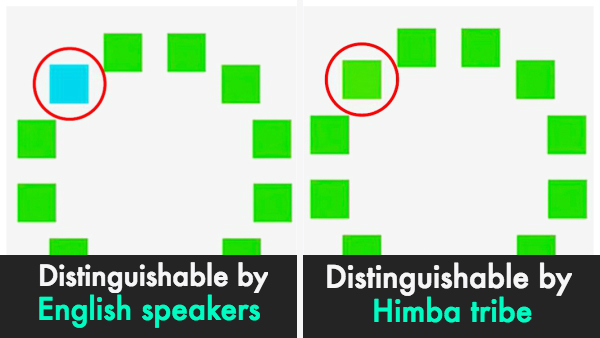 Distinguishable by
English speakers
Distinguishable by
Himba tribe